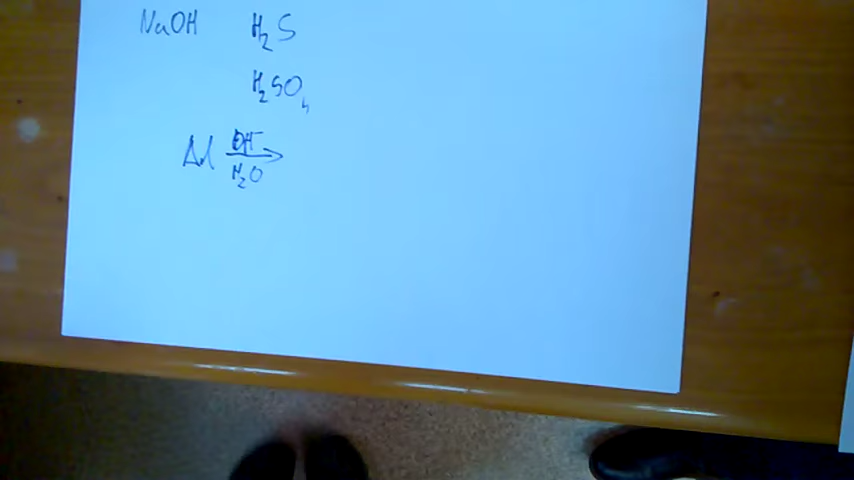 NaOH H₂S
H₂SO₄
Al OH⁻
H₂O →